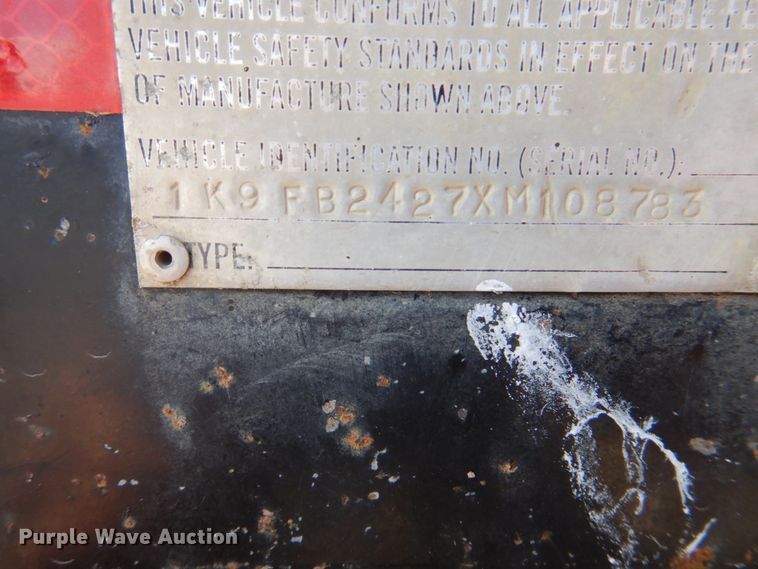 THIS VEHICLE CONFORMS TO ALL APPLICABLE FE
VEHICLE SAFETY STANDARDS IN EFFECT ON THE
OF MANUFACTURE SHOWN ABOVE.
VEHICLE IDENTIFICATION NO. (SERIAL NO.):
1K9FB2427XM108783
TYPE:
Purple Wave Auction